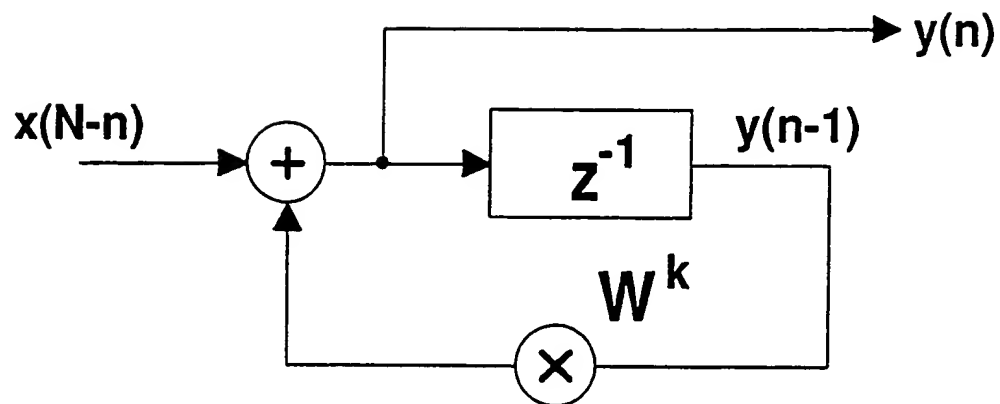 y(n)
x(N-n)
y(n-1)
+
z⁻¹
Wᵏ
×